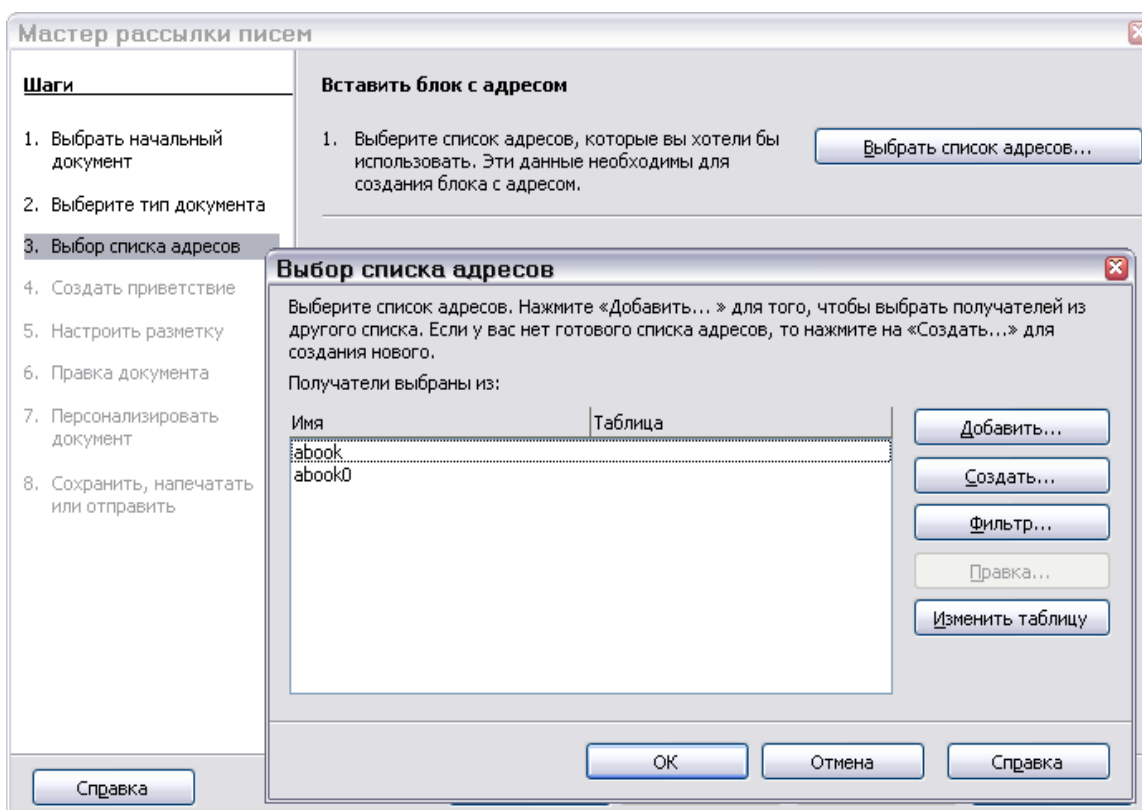 Мастер рассылки писем
Шаги
1. Выбрать начальный
документ
2. Выберите тип документа
3. Выбор списка адресов
4. Создать приветствие
5. Настроить разметку
6. Правка документа
7. Персонализировать
документ
8. Сохранить, напечатать
или отправить
Вставить блок с адресом
1. Выберите список адресов, которые вы хотели бы
использовать. Эти данные необходимы для
создания блока с адресом.
Выбрать список адресов...
Выбор списка адресов
Выберите список адресов. Нажмите «Добавить... » для того, чтобы выбрать получателей из
другого списка. Если у вас нет готового списка адресов, то нажмите на «Создать...» для
создания нового.
Получатели выбраны из:
Имя Таблица
abook
abook0
Добавить...
Создать...
Фильтр...
Правка...
Изменить таблицу
ОК Отмена Справка
Справка